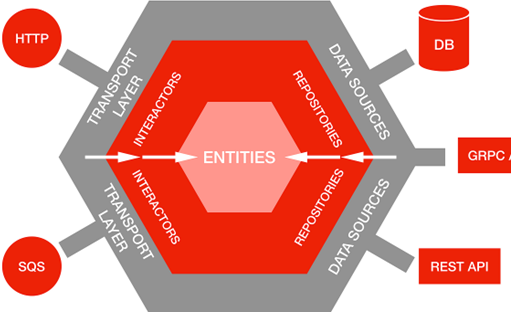 HTTP
TRANSPORT
LAYER
INTERACTORS
REPOSITORIES
DATA SOURCES
DB
ENTITIES
GRPC
INTERACTORS
TRANSPORT
LAYER
REPOSITORIES
DATA SOURCES
SQS
REST API